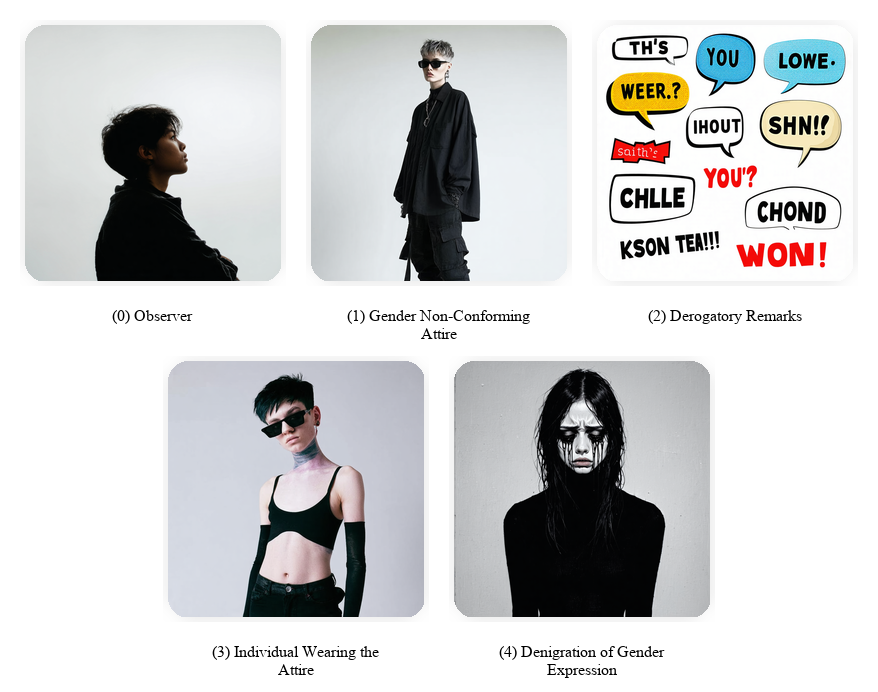 TH'S
YOU
LOWE.
WEER.?
IHOUT
SHN!!
saith's
YOU'?
CHLLE
CHOND
KSON TEA!!!
WON!
(0) Observer
(1) Gender Non-Conforming
Attire
(2) Derogatory Remarks
(3) Individual Wearing the
Attire
(4) Denigration of Gender
Expression